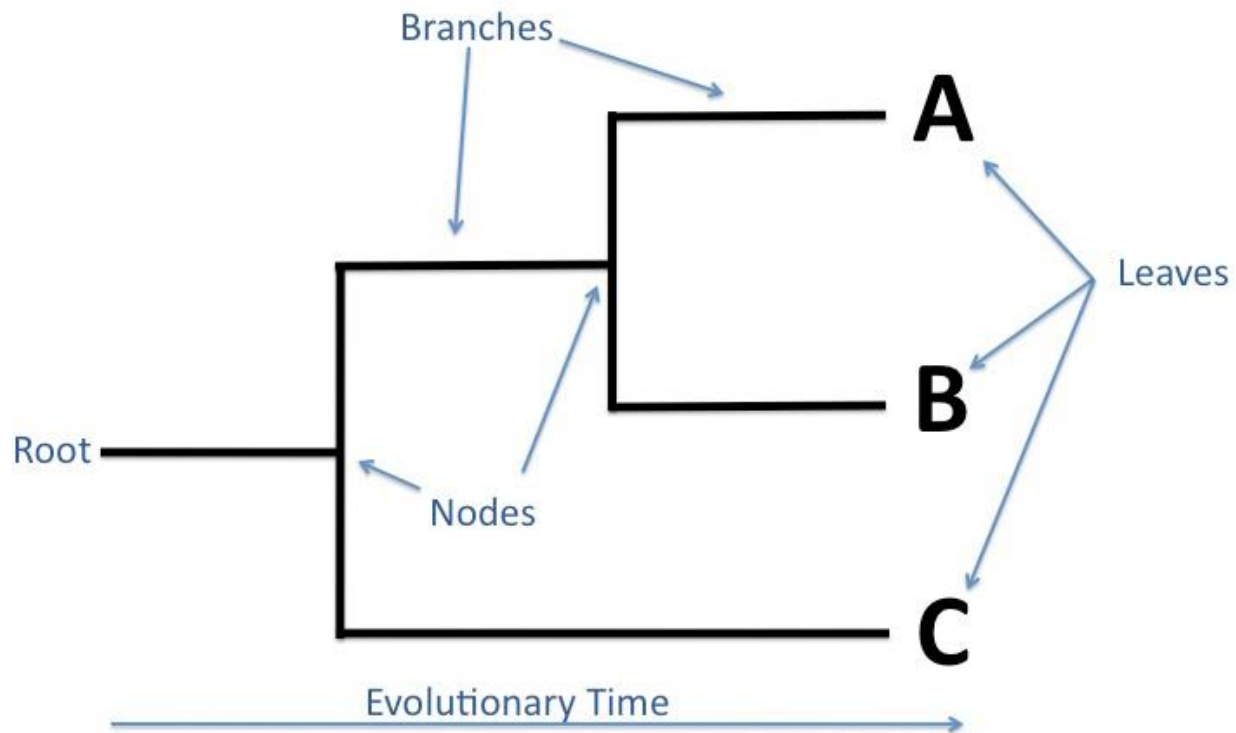 Branches
A
Leaves
B
Root
Nodes
C
Evolutionary Time